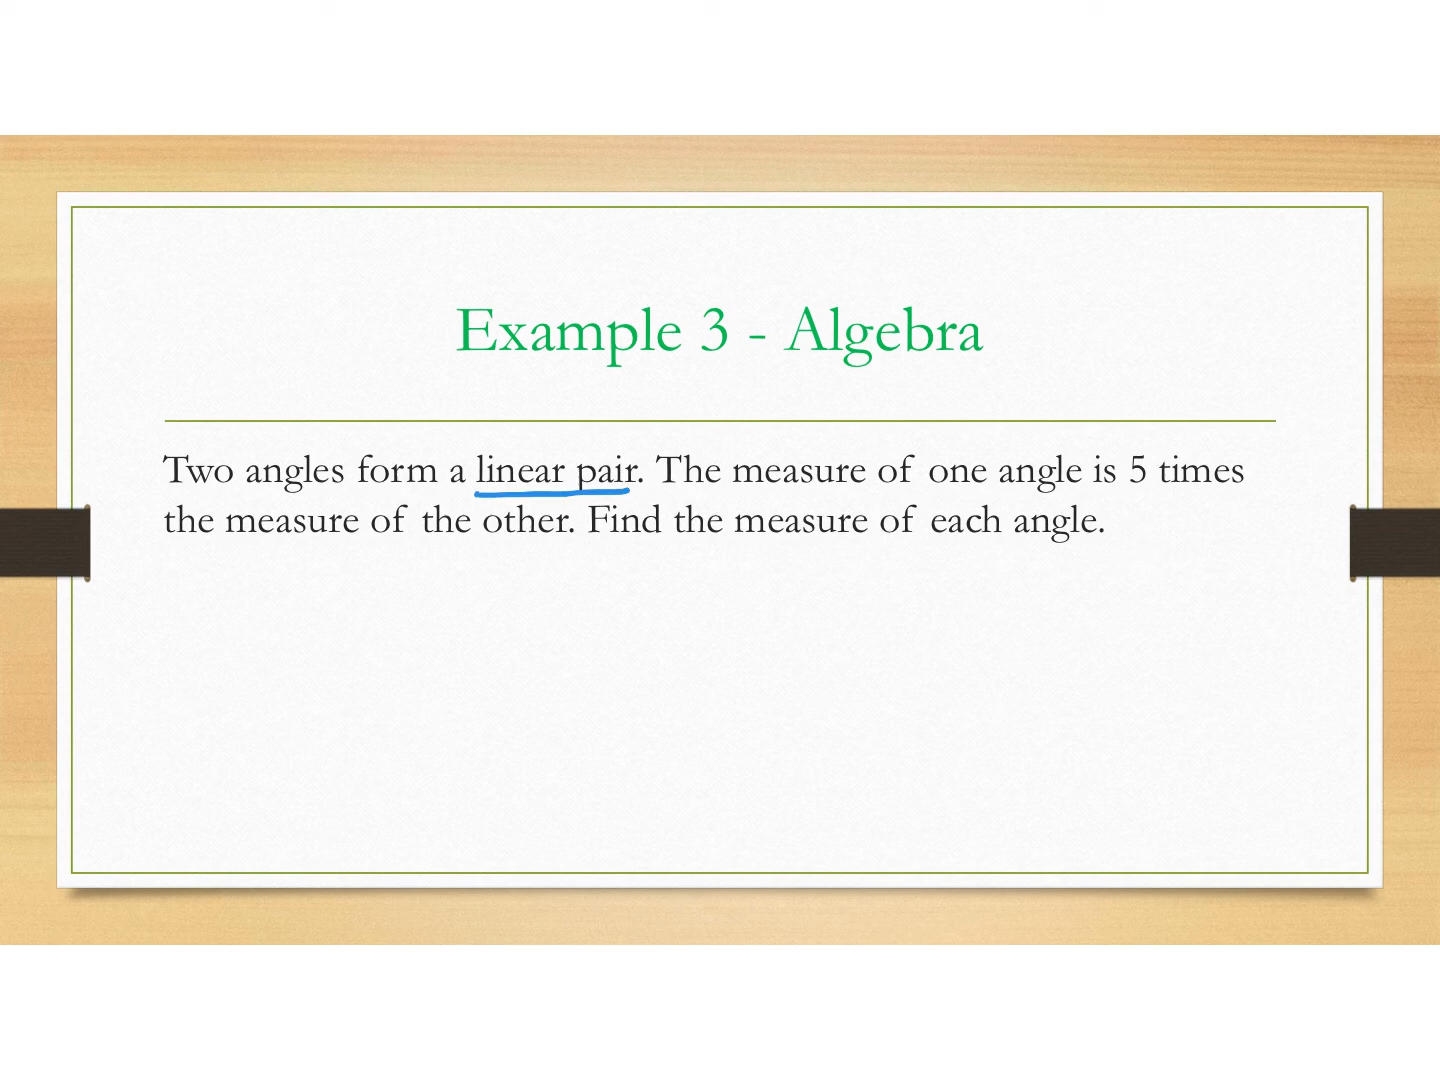 Example 3 - Algebra
Two angles form a linear pair. The measure of one angle is 5 times
the measure of the other. Find the measure of each angle.